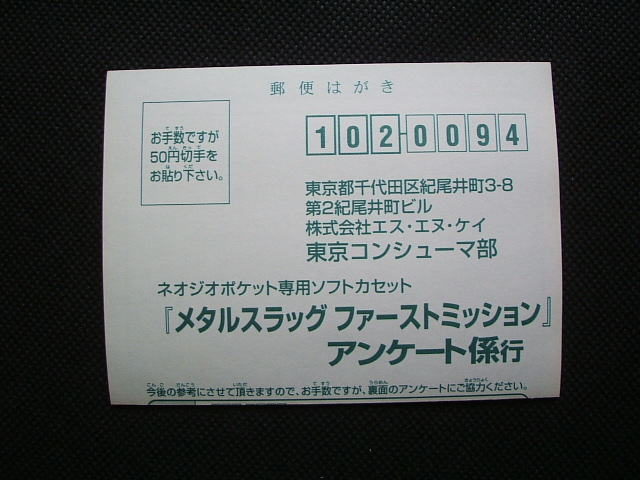 郵便はがき
お手数ですが
50円切手を
お貼り下さい。
102-0094
東京都千代田区紀尾井町3-8
第2紀尾井町ビル
株式会社エス・エヌ・ケイ
東京コンシューマ部
ネオジオポケット専用ソフトカセット
『メタルスラッグ ファーストミッション』
アンケート係行
今後の参考にさせて頂きますので、お手数ですが、裏面のアンケートにご協力ください。